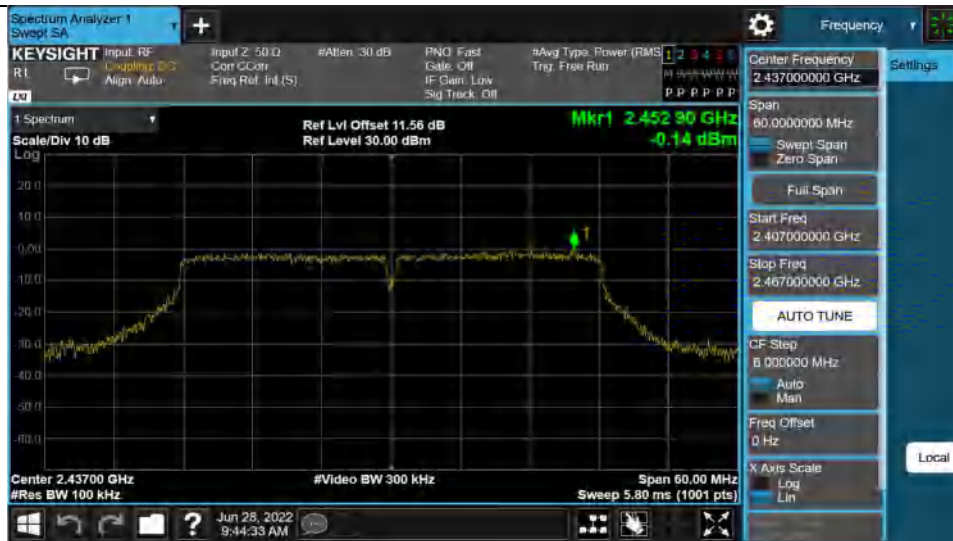 Spectrum Analyzer 1
Swept SA
+
Frequency
KEYSIGHT
Input: RF
Coupling: DC
Align: Auto
Input Z: 50 Ω
Corr CCorr
Freq Ref: Int (S)
#Atten: 30 dB
PNO: Fast
Gate: Off
IF Gain: Low
Sig Track: Off
#Avg Type: Power (RMS
Trig: Free Run
1 2 3 4 5 6
P P P P P P
LXI
1 Spectrum
Scale/Div 10 dB
Log
Ref Lvl Offset 11.56 dB
Ref Level 30.00 dBm
Mkr1 2.452 90 GHz
-0.14 dBm
20.0
10.0
0.00
-10.0
-20.0
-30.0
-40.0
-50.0
-60.0
1
Center 2.43700 GHz
#Res BW 100 kHz
#Video BW 300 kHz
Span 60.00 MHz
Sweep 5.80 ms (1001 pts)
Center Frequency
2.437000000 GHz
Span
60.0000000 MHz
Swept Span
Zero Span
Full Span
Start Freq
2.407000000 GHz
Stop Freq
2.467000000 GHz
AUTO TUNE
CF Step
6.000000 MHz
Auto
Man
Freq Offset
0 Hz
X Axis Scale
Log
Lin
Settings
Local
?
Jun 28, 2022
9:44:33 AM